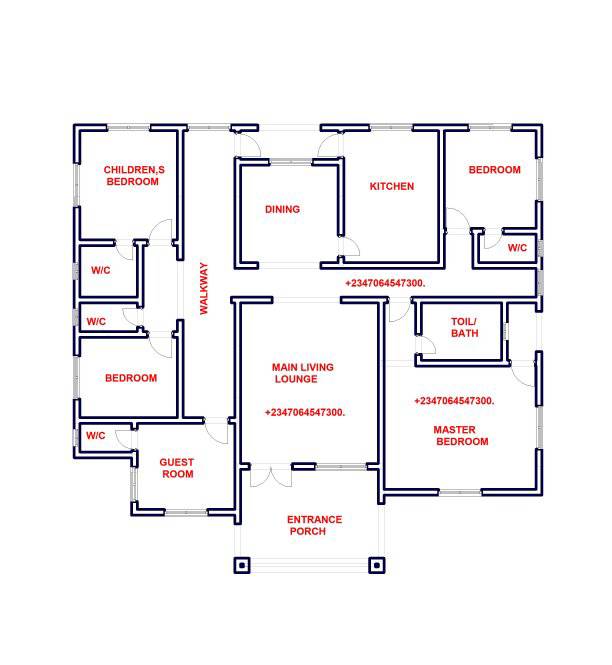 CHILDREN,S
BEDROOM
BEDROOM
KITCHEN
DINING
W/C
W/C
WALKWAY
+2347064547300.
W/C
TOIL/
BATH
MAIN LIVING
LOUNGE
BEDROOM
+2347064547300.
+2347064547300.
W/C
MASTER
BEDROOM
GUEST
ROOM
ENTRANCE
PORCH